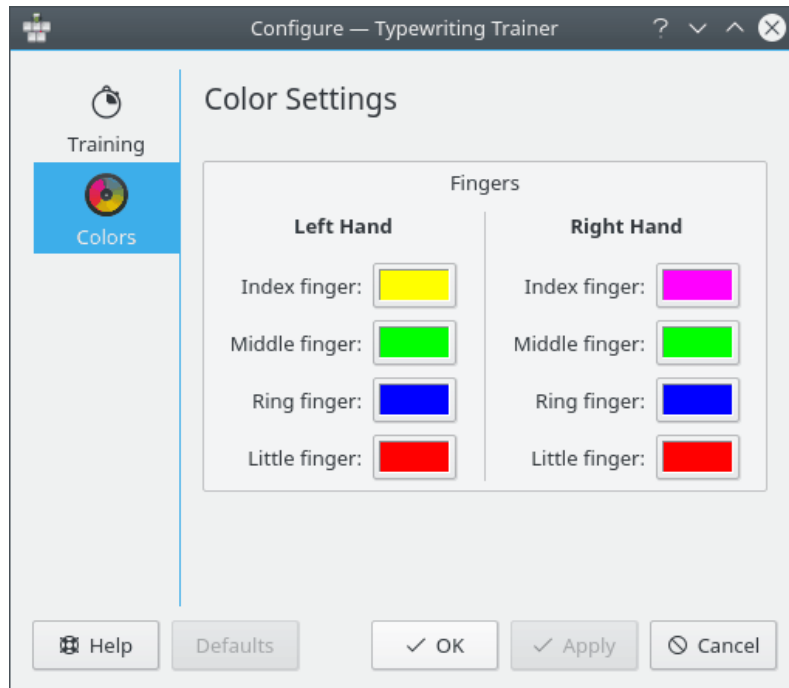 Configure — Typewriting Trainer
Training
Colors
Color Settings
Fingers
Left Hand
Right Hand
Index finger:
Index finger:
Middle finger:
Middle finger:
Ring finger:
Ring finger:
Little finger:
Little finger:
Help
Defaults
OK
Apply
Cancel